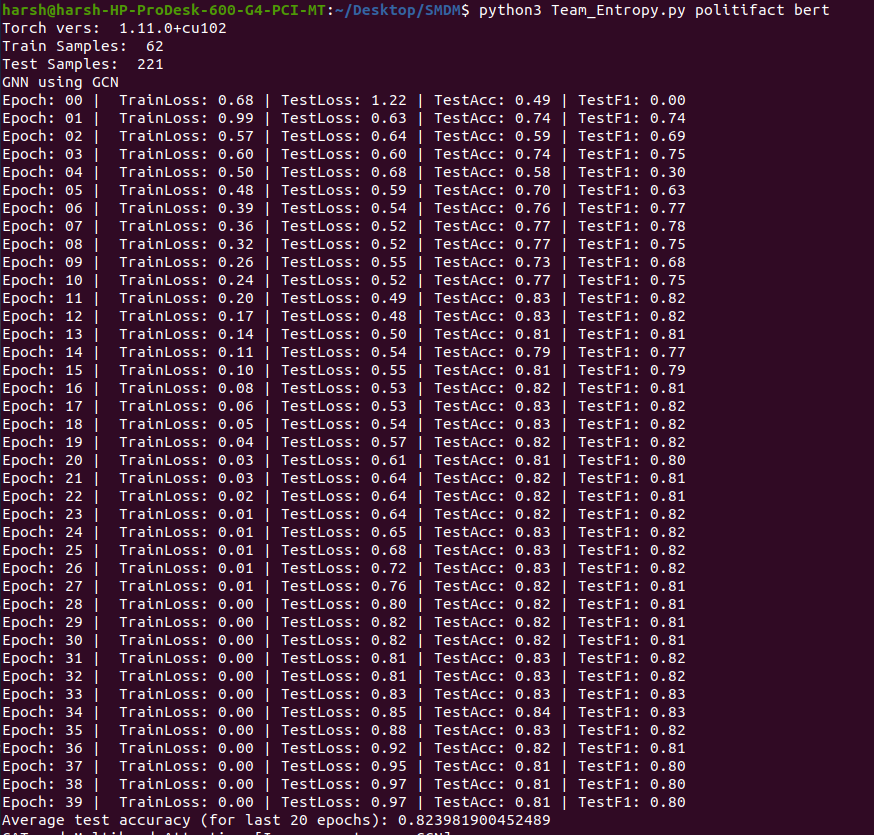 harsh@harsh-HP-ProDesk-600-G4-PCI-MT:~/Desktop/SMDM$ python3 Team_Entropy.py politifact bert
Torch vers:  1.11.0+cu102
Train Samples:  62
Test Samples:  221
GNN using GCN
Epoch: 00 |  TrainLoss: 0.68 | TestLoss: 1.22 | TestAcc: 0.49 | TestF1: 0.00
Epoch: 01 |  TrainLoss: 0.99 | TestLoss: 0.63 | TestAcc: 0.74 | TestF1: 0.74
Epoch: 02 |  TrainLoss: 0.57 | TestLoss: 0.64 | TestAcc: 0.59 | TestF1: 0.69
Epoch: 03 |  TrainLoss: 0.60 | TestLoss: 0.60 | TestAcc: 0.74 | TestF1: 0.75
Epoch: 04 |  TrainLoss: 0.50 | TestLoss: 0.68 | TestAcc: 0.58 | TestF1: 0.30
Epoch: 05 |  TrainLoss: 0.48 | TestLoss: 0.59 | TestAcc: 0.70 | TestF1: 0.63
Epoch: 06 |  TrainLoss: 0.39 | TestLoss: 0.54 | TestAcc: 0.76 | TestF1: 0.77
Epoch: 07 |  TrainLoss: 0.36 | TestLoss: 0.52 | TestAcc: 0.77 | TestF1: 0.78
Epoch: 08 |  TrainLoss: 0.32 | TestLoss: 0.52 | TestAcc: 0.77 | TestF1: 0.75
Epoch: 09 |  TrainLoss: 0.26 | TestLoss: 0.55 | TestAcc: 0.73 | TestF1: 0.68
Epoch: 10 |  TrainLoss: 0.24 | TestLoss: 0.52 | TestAcc: 0.77 | TestF1: 0.75
Epoch: 11 |  TrainLoss: 0.20 | TestLoss: 0.49 | TestAcc: 0.83 | TestF1: 0.82
Epoch: 12 |  TrainLoss: 0.17 | TestLoss: 0.48 | TestAcc: 0.83 | TestF1: 0.82
Epoch: 13 |  TrainLoss: 0.14 | TestLoss: 0.50 | TestAcc: 0.81 | TestF1: 0.81
Epoch: 14 |  TrainLoss: 0.11 | TestLoss: 0.54 | TestAcc: 0.79 | TestF1: 0.77
Epoch: 15 |  TrainLoss: 0.10 | TestLoss: 0.55 | TestAcc: 0.81 | TestF1: 0.79
Epoch: 16 |  TrainLoss: 0.08 | TestLoss: 0.53 | TestAcc: 0.82 | TestF1: 0.81
Epoch: 17 |  TrainLoss: 0.06 | TestLoss: 0.53 | TestAcc: 0.83 | TestF1: 0.82
Epoch: 18 |  TrainLoss: 0.05 | TestLoss: 0.54 | TestAcc: 0.83 | TestF1: 0.82
Epoch: 19 |  TrainLoss: 0.04 | TestLoss: 0.57 | TestAcc: 0.82 | TestF1: 0.82
Epoch: 20 |  TrainLoss: 0.03 | TestLoss: 0.61 | TestAcc: 0.81 | TestF1: 0.80
Epoch: 21 |  TrainLoss: 0.03 | TestLoss: 0.64 | TestAcc: 0.82 | TestF1: 0.81
Epoch: 22 |  TrainLoss: 0.02 | TestLoss: 0.64 | TestAcc: 0.82 | TestF1: 0.81
Epoch: 23 |  TrainLoss: 0.01 | TestLoss: 0.64 | TestAcc: 0.82 | TestF1: 0.82
Epoch: 24 |  TrainLoss: 0.01 | TestLoss: 0.65 | TestAcc: 0.83 | TestF1: 0.82
Epoch: 25 |  TrainLoss: 0.01 | TestLoss: 0.68 | TestAcc: 0.83 | TestF1: 0.82
Epoch: 26 |  TrainLoss: 0.01 | TestLoss: 0.72 | TestAcc: 0.83 | TestF1: 0.82
Epoch: 27 |  TrainLoss: 0.01 | TestLoss: 0.76 | TestAcc: 0.82 | TestF1: 0.81
Epoch: 28 |  TrainLoss: 0.00 | TestLoss: 0.80 | TestAcc: 0.82 | TestF1: 0.81
Epoch: 29 |  TrainLoss: 0.00 | TestLoss: 0.82 | TestAcc: 0.82 | TestF1: 0.81
Epoch: 30 |  TrainLoss: 0.00 | TestLoss: 0.82 | TestAcc: 0.82 | TestF1: 0.81
Epoch: 31 |  TrainLoss: 0.00 | TestLoss: 0.81 | TestAcc: 0.83 | TestF1: 0.82
Epoch: 32 |  TrainLoss: 0.00 | TestLoss: 0.81 | TestAcc: 0.83 | TestF1: 0.82
Epoch: 33 |  TrainLoss: 0.00 | TestLoss: 0.83 | TestAcc: 0.83 | TestF1: 0.83
Epoch: 34 |  TrainLoss: 0.00 | TestLoss: 0.85 | TestAcc: 0.84 | TestF1: 0.83
Epoch: 35 |  TrainLoss: 0.00 | TestLoss: 0.88 | TestAcc: 0.83 | TestF1: 0.82
Epoch: 36 |  TrainLoss: 0.00 | TestLoss: 0.92 | TestAcc: 0.82 | TestF1: 0.81
Epoch: 37 |  TrainLoss: 0.00 | TestLoss: 0.95 | TestAcc: 0.81 | TestF1: 0.80
Epoch: 38 |  TrainLoss: 0.00 | TestLoss: 0.97 | TestAcc: 0.81 | TestF1: 0.80
Epoch: 39 |  TrainLoss: 0.00 | TestLoss: 0.97 | TestAcc: 0.81 | TestF1: 0.80
Average test accuracy (for last 20 epochs): 0.823981900452489